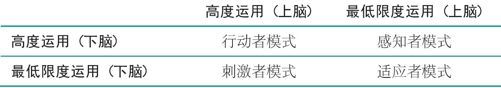 高度运用（上脑） 最低限度运用（上脑）
高度运用（下脑） 行动者模式 感知者模式
最低限度运用（下脑） 刺激者模式 适应者模式